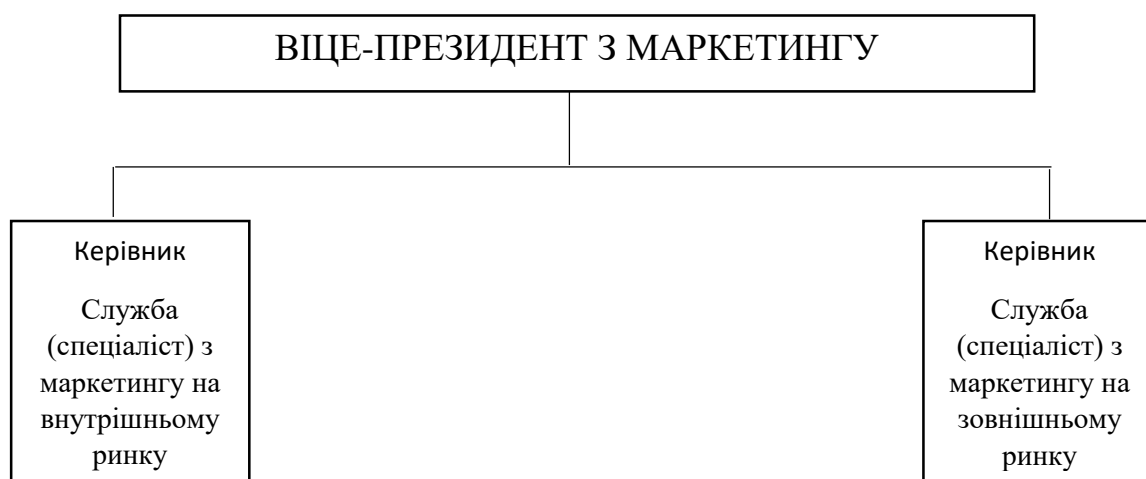 ВІЦЕ-ПРЕЗИДЕНТ З МАРКЕТИНГУ
Керівник
Служба
(спеціаліст) з
маркетингу на
внутрішньому
ринку
Керівник
Служба
(спеціаліст) з
маркетингу на
зовнішньому
ринку